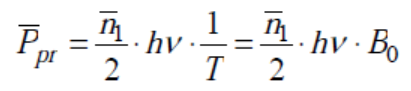 P̅_pr = n̅₁/2 · hν · 1/T = n̅₁/2 · hν · B₀